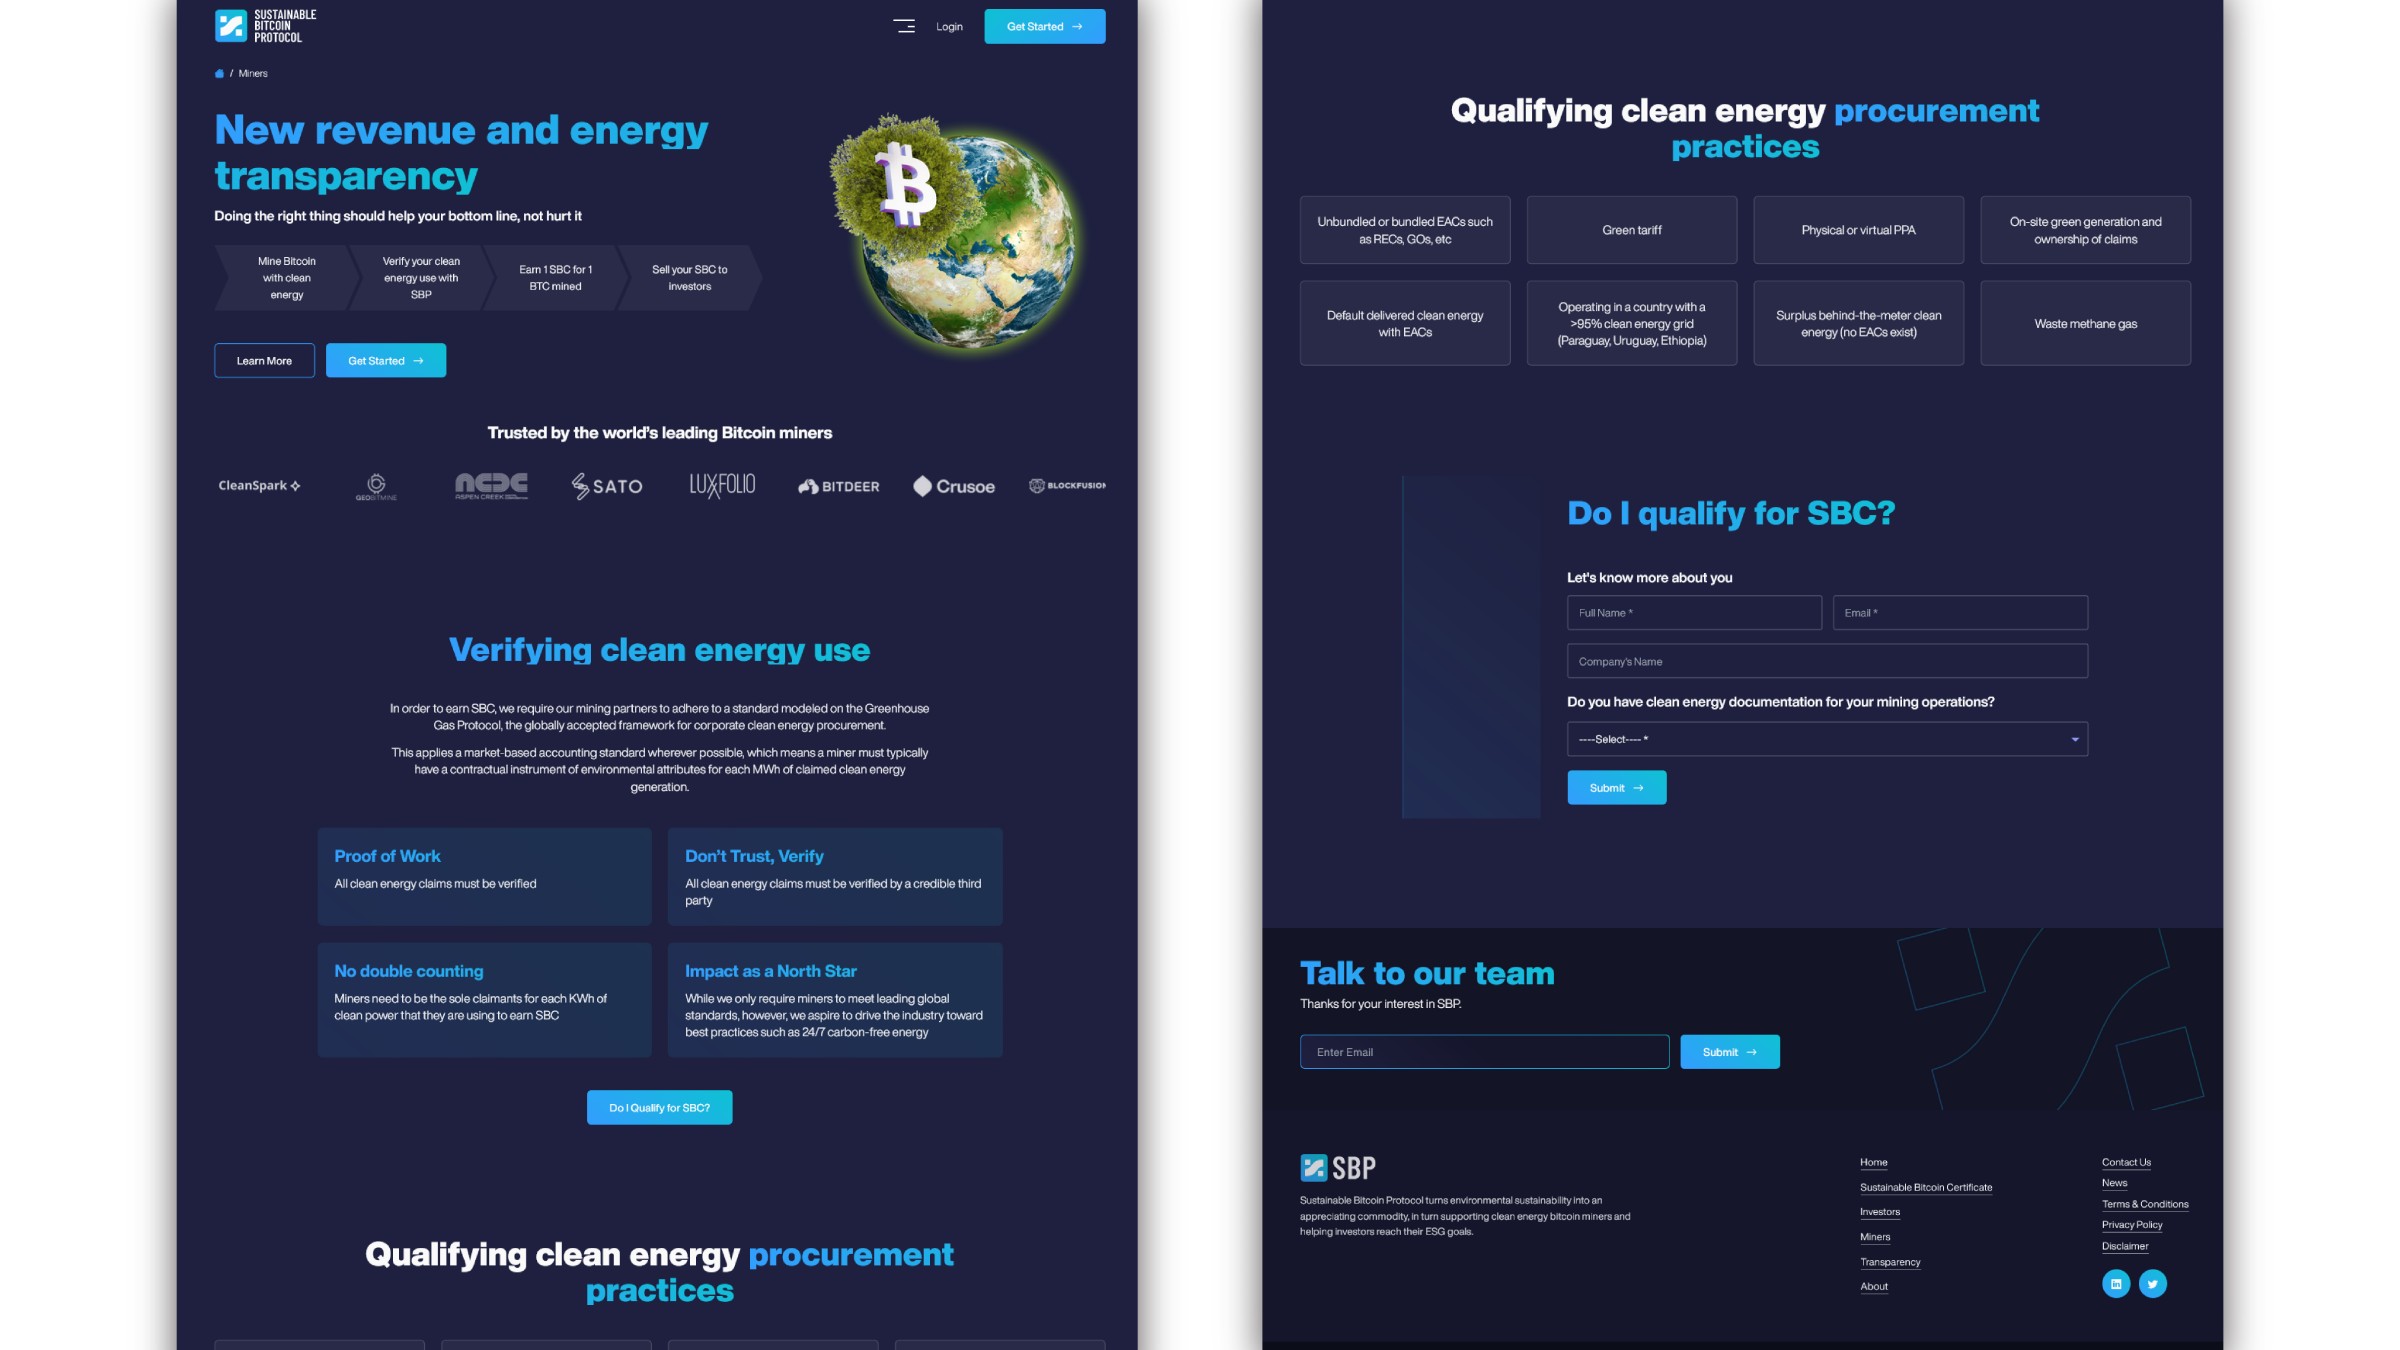 SUSTAINABLE
BITCOIN
PROTOCOL
Login
Get Started
/ Miners
New revenue and energy
transparency
Doing the right thing should help your bottom line, not hurt it
Mine Bitcoin
with clean
energy
Verify your clean
energy use with
SBP
Earn 1 SBC for 1
BTC mined
Sell your SBC to
investors
Learn More
Get Started
Trusted by the world's leading Bitcoin miners
CleanSpark
GEOBITMINE
ASPEN CREEK
SATO
LUXFOLIO
BITDEER
Crusoe
BLOCKFUSION
Verifying clean energy use
In order to earn SBC, we require our mining partners to adhere to a standard modeled on the Greenhouse
Gas Protocol, the globally accepted framework for corporate clean energy procurement.
This applies a market-based accounting standard wherever possible, which means a miner must typically
have a contractual instrument of environmental attributes for each MWh of claimed clean energy
generation.
Proof of Work
All clean energy claims must be verified
Don't Trust, Verify
All clean energy claims must be verified by a credible third
party
No double counting
Miners need to be the sole claimants for each KWh of
clean power that they are using to earn SBC
Impact as a North Star
While we only require miners to meet leading global
standards, however, we aspire to drive the industry toward
best practices such as 24/7 carbon-free energy
Do I Qualify for SBC?
Qualifying clean energy procurement
practices
Qualifying clean energy procurement
practices
Unbundled or bundled EACs such
as RECs, GOs, etc
Green tariff
Physical or virtual PPA
On-site green generation and
ownership of claims
Default delivered clean energy
with EACs
Operating in a country with a
>95% clean energy grid
(Paraguay, Uruguay, Ethiopia)
Surplus behind-the-meter clean
energy (no EACs exist)
Waste methane gas
Do I qualify for SBC?
Let's know more about you
Full Name *
Email *
Company's Name
Do you have clean energy documentation for your mining operations?
----Select---- *
Submit
Talk to our team
Thanks for your interest in SBP.
Enter Email
Submit
SBP
Sustainable Bitcoin Protocol turns environmental sustainability into an
appreciating commodity, in turn supporting clean energy bitcoin miners and
helping investors reach their ESG goals.
Home
Sustainable Bitcoin Certificate
Investors
Miners
Transparency
About
Contact Us
News
Terms & Conditions
Privacy Policy
Disclaimer